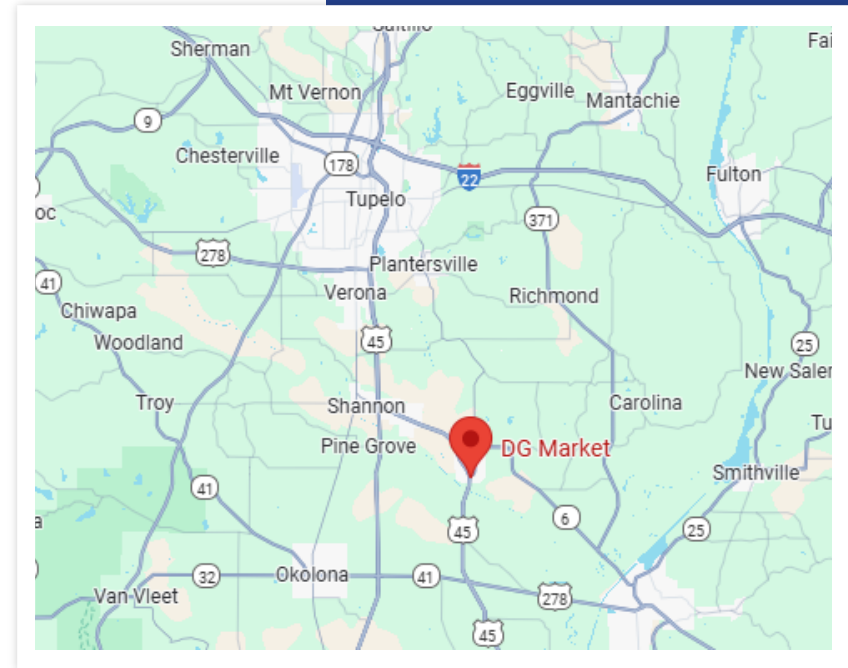 Sherman
Mt Vernon
Eggville
Mantachie
9
Chesterville
178
22
Fulton
Tupelo
371
278
Plantersville
41
Verona
Richmond
Chiwapa
Woodland
45
25
Troy
Shannon
Carolina
Pine Grove
DG Market
Smithville
41
45
6
25
32
Okolona
41
278
Van Vleet
45